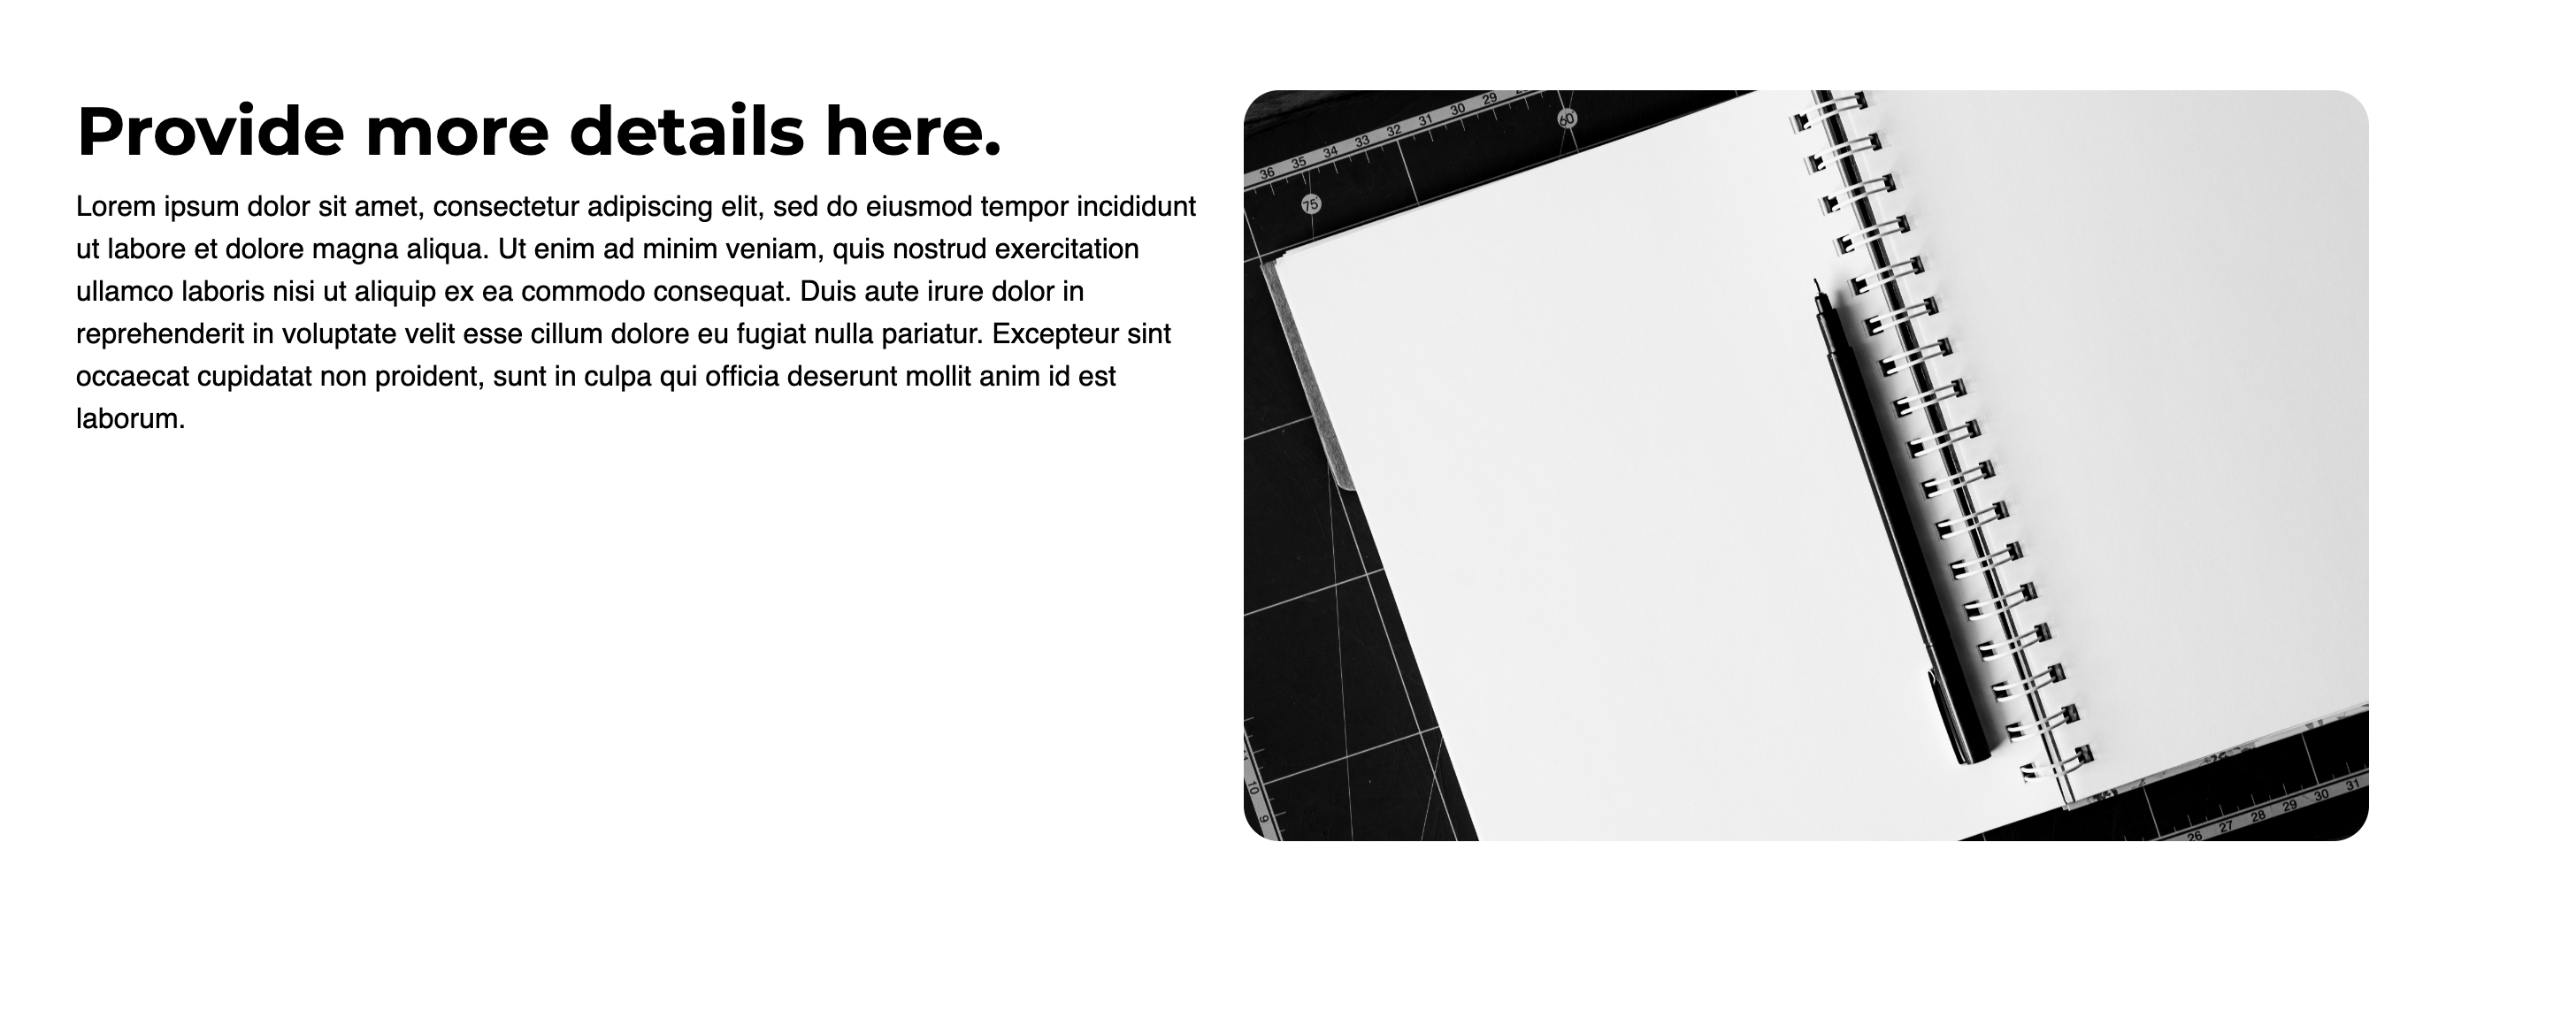 Provide more details here.
Lorem ipsum dolor sit amet, consectetur adipiscing elit, sed do eiusmod tempor incididunt
ut labore et dolore magna aliqua. Ut enim ad minim veniam, quis nostrud exercitation
ullamco laboris nisi ut aliquip ex ea commodo consequat. Duis aute irure dolor in
reprehenderit in voluptate velit esse cillum dolore eu fugiat nulla pariatur. Excepteur sint
occaecat cupidatat non proident, sunt in culpa qui officia deserunt mollit anim id est
laborum.
36 35 34 33 32 31 30 29
60°
75°
10 9
26 27 28 29 30 31